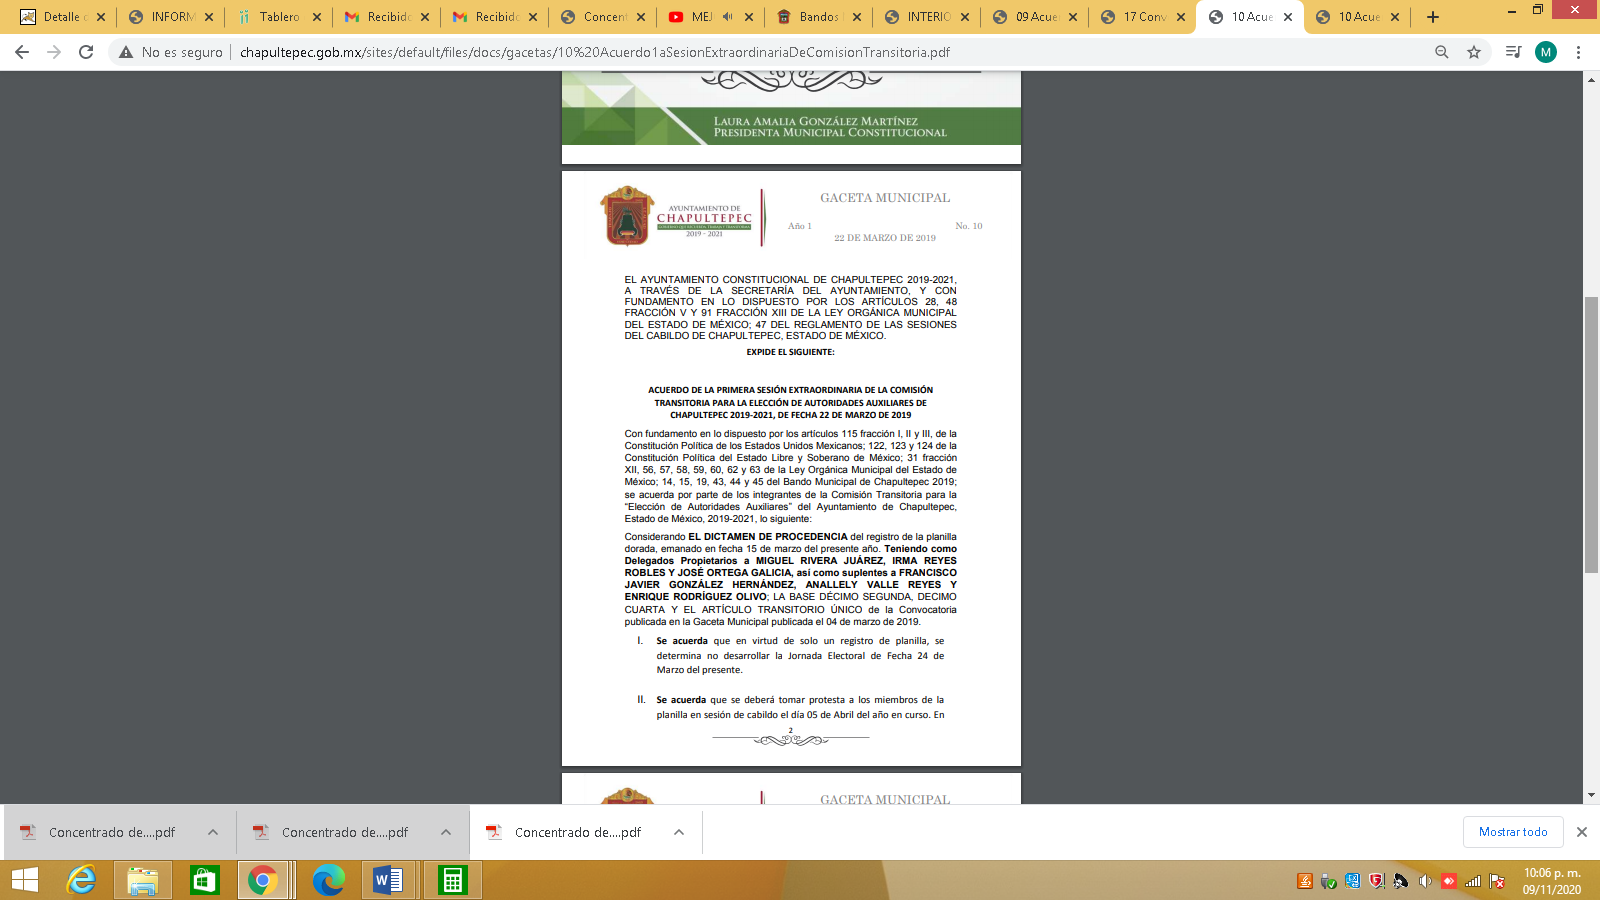 Detalle
INFORM
Tablero
Recibido
Recibido
Concent
MEJ
Bandos
INTERIO
09 Acue
17 Conv
10 Acue
10 Acue
No es seguro
chapultepec.gob.mx/sites/default/files/docs/gacetas/10%20Acuerdo1aSesionExtraordinariaDeComisionTransitoria.pdf
M
LAURA AMALIA GONZÁLEZ MARTÍNEZ
PRESIDENTA MUNICIPAL CONSTITUCIONAL
AYUNTAMIENTO DE
CHAPULTEPEC
2019 - 2021
GACETA MUNICIPAL
Año 1
No. 10
22 DE MARZO DE 2019
EL AYUNTAMIENTO CONSTITUCIONAL DE CHAPULTEPEC 2019-2021,
A TRAVÉS DE LA SECRETARÍA DEL AYUNTAMIENTO, Y CON
FUNDAMENTO EN LO DISPUESTO POR LOS ARTÍCULOS 28, 48
FRACCIÓN V Y 91 FRACCIÓN XIII DE LA LEY ORGÁNICA MUNICIPAL
DEL ESTADO DE MÉXICO; 47 DEL REGLAMENTO DE LAS SESIONES
DEL CABILDO DE CHAPULTEPEC, ESTADO DE MÉXICO.
EXPIDE EL SIGUIENTE:
ACUERDO DE LA PRIMERA SESIÓN EXTRAORDINARIA DE LA COMISIÓN
TRANSITORIA PARA LA ELECCIÓN DE AUTORIDADES AUXILIARES DE
CHAPULTEPEC 2019-2021, DE FECHA 22 DE MARZO DE 2019
Con fundamento en lo dispuesto por los artículos 115 fracción I, II y III, de la
Constitución Política de los Estados Unidos Mexicanos; 122, 123 y 124 de la
Constitución Política del Estado Libre y Soberano de México; 31 fracción
XII, 56, 57, 58, 59, 60, 62 y 63 de la Ley Orgánica Municipal del Estado de
México; 14, 15, 19, 43, 44 y 45 del Bando Municipal de Chapultepec 2019;
se acuerda por parte de los integrantes de la Comisión Transitoria para la
"Elección de Autoridades Auxiliares" del Ayuntamiento de Chapultepec,
Estado de México, 2019-2021, lo siguiente:
Considerando EL DICTAMEN DE PROCEDENCIA del registro de la planilla
dorada, emanado en fecha 15 de marzo del presente año. Teniendo como
Delegados Propietarios a MIGUEL RIVERA JUÁREZ, IRMA REYES
ROBLES Y JOSÉ ORTEGA GALICIA, así como suplentes a FRANCISCO
JAVIER GONZÁLEZ HERNÁNDEZ, ANALLELY VALLE REYES Y
ENRIQUE RODRÍGUEZ OLIVO; LA BASE DÉCIMO SEGUNDA, DECIMO
CUARTA Y EL ARTÍCULO TRANSITORIO ÚNICO de la Convocatoria
publicada en la Gaceta Municipal publicada el 04 de marzo de 2019.
I. Se acuerda que en virtud de solo un registro de planilla, se
determina no desarrollar la Jornada Electoral de Fecha 24 de
Marzo del presente.
II. Se acuerda que se deberá tomar protesta a los miembros de la
planilla en sesión de cabildo el día 05 de Abril del año en curso. En
2
GACETA MUNICIPAL
Concentrado de....pdf
Concentrado de....pdf
Concentrado de....pdf
Mostrar todo
10:06 p. m.
09/11/2020